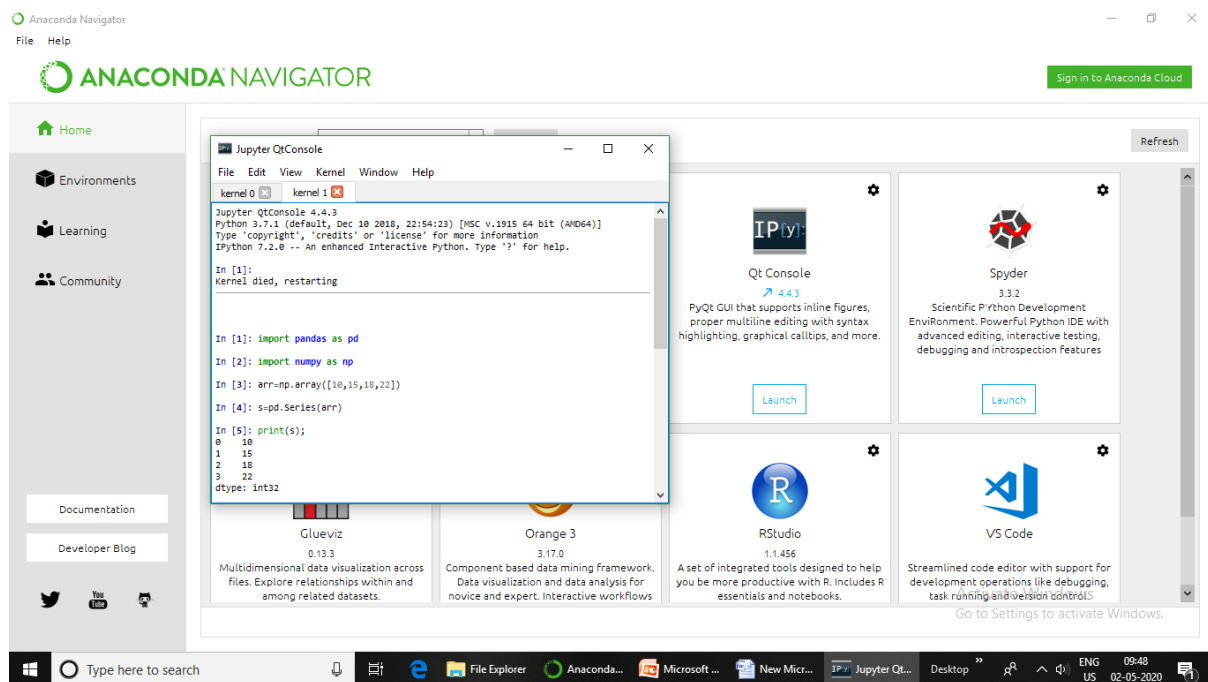 Anaconda Navigator
File Help
ANACONDA NAVIGATOR
Sign in to Anaconda Cloud
Home
Environments
Learning
Community
Documentation
Developer Blog
You
Tube
Refresh
Jupyter QtConsole
File Edit View Kernel Window Help
kernel 0 kernel 1
Jupyter QtConsole 4.4.3
Python 3.7.1 (default, Dec 10 2018, 22:54:23) [MSC v.1915 64 bit (AMD64)]
Type 'copyright', 'credits' or 'license' for more information
IPython 7.2.0 -- An enhanced Interactive Python. Type '?' for help.
In [1]:
Kernel died, restarting
In [1]: import pandas as pd
In [2]: import numpy as np
In [3]: arr=np.array([10,15,18,22])
In [4]: s=pd.Series(arr)
In [5]: print(s);
0 10
1 15
2 18
3 22
dtype: int32
IP[y]:
Qt Console
4.4.3
PyQt GUI that supports inline figures,
proper multiline editing with syntax
highlighting, graphical calltips, and more.
Launch
Spyder
3.3.2
Scientific PYthon Development
EnviRonment. Powerful Python IDE with
advanced editing, interactive testing,
debugging and introspection features
Launch
Glueviz
0.13.3
Multidimensional data visualization across
files. Explore relationships within and
among related datasets.
Orange 3
3.17.0
Component based data mining framework.
Data visualization and data analysis for
novice and expert. Interactive workflows
R
RStudio
1.1.456
A set of integrated tools designed to help
you be more productive with R. Includes R
essentials and notebooks.
VS Code
Streamlined code editor with support for
development operations like debugging,
task running and version control.
Activate Windows
Go to Settings to activate Windows.
Type here to search
File Explorer
Anaconda...
Microsoft ...
New Micr...
Jupyter Qt...
Desktop
ENG
US
09:48
02-05-2020